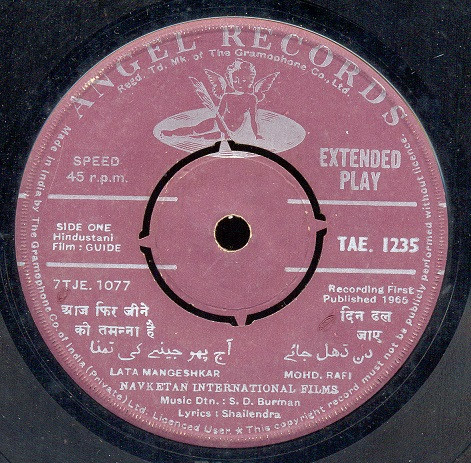 ANGEL RECORDS
Regd. Td. Mk. of The Gramophone Co., Ltd.
SPEED
45 r.p.m.
EXTENDED
PLAY
SIDE ONE
Hindustani
Film : GUIDE
TAE. 1235
7TJE. 1077
Recording First
Published 1965
आज फिर जीने
की तमन्ना है
दिन ढल
जाए
آج پھر جینے کی تمنا
دن ڈھل جائے
LATA MANGESHKAR
MOHD. RAFI
NAVKETAN INTERNATIONAL FILMS
Music Dtn. : S. D. Burman
Lyrics : Shailendra
Made in India by The Gramophone Co. of India (Private) Ltd. Licenced User ★ This copyright record must not be publicly performed without licence.